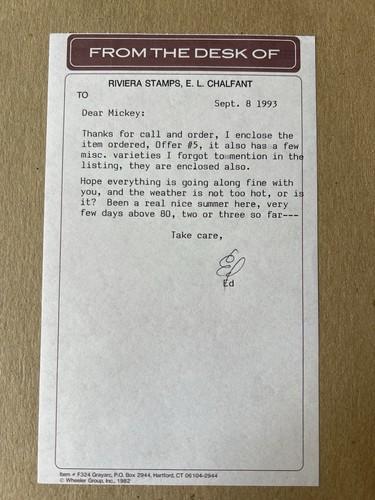 FROM THE DESK OF
RIVIERA STAMPS, E. L. CHALFANT
TO
Sept. 8 1993
Dear Mickey:
Thanks for call and order, I enclose the
item ordered, Offer #5, it also has a few
misc. varieties I forgot to mention in the
listing, they are enclosed also.
Hope everything is going along fine with
you, and the weather is not too hot, or is
it? Been a real nice summer here, very
few days above 80, two or three so far---
Take care,
Ed
Ed
Item # F324 Grayarc, P.O. Box 2944, Hartford, CT 06104-2944
© Wheeler Group, Inc., 1982